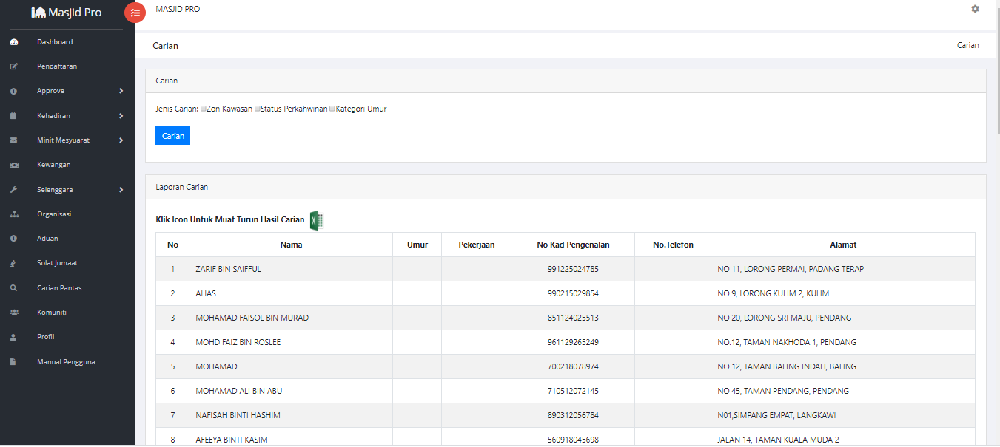 Masjid Pro
MASJID PRO
Dashboard
Pendaftaran
Approve
Kehadiran
Minit Mesyuarat
Kewangan
Selenggara
Organisasi
Aduan
Solat Jumaat
Carian Pantas
Komuniti
Profil
Manual Pengguna
Carian Carian
Carian
Jenis Carian: Zon Kawasan Status Perkahwinan Kategori Umur
Carian
Laporan Carian
Klik Icon Untuk Muat Turun Hasil Carian
No Nama Umur Pekerjaan No Kad Pengenalan No.Telefon Alamat
1 ZARIF BIN SAIFFUL 991225024785 NO 11, LORONG PERMAI, PADANG TERAP
2 ALIAS 990215029854 NO 9, LORONG KULIM 2, KULIM
3 MOHAMAD FAISOL BIN MURAD 851124025513 NO 20, LORONG SRI MAJU, PENDANG
4 MOHD FAIZ BIN ROSLEE 961129265249 NO.12, TAMAN NAKHODA 1, PENDANG
5 MOHAMAD 700218078974 NO 12, TAMAN BALING INDAH, BALING
6 MOHAMAD ALI BIN ABU 710512072145 NO 45, TAMAN PENDANG, PENDANG
7 NAFISAH BINTI HASHIM 890312056784 N01,SIMPANG EMPAT, LANGKAWI
8 AFEEYA BINTI KASIM 560918045698 JALAN 14, TAMAN KUALA MUDA 2